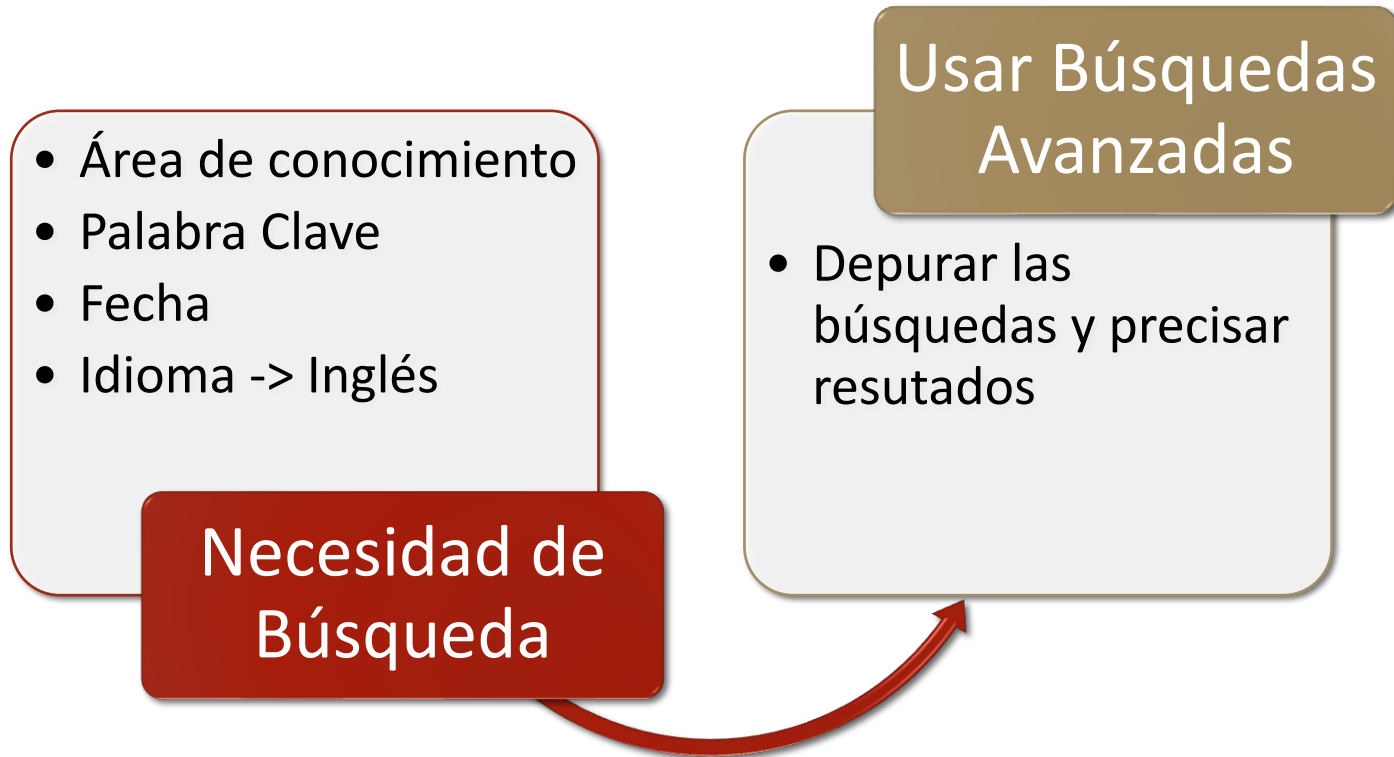 • Área de conocimiento
• Palabra Clave
• Fecha
• Idioma -> Inglés
Necesidad de
Búsqueda
Usar Búsquedas
Avanzadas
• Depurar las
búsquedas y precisar
resutados